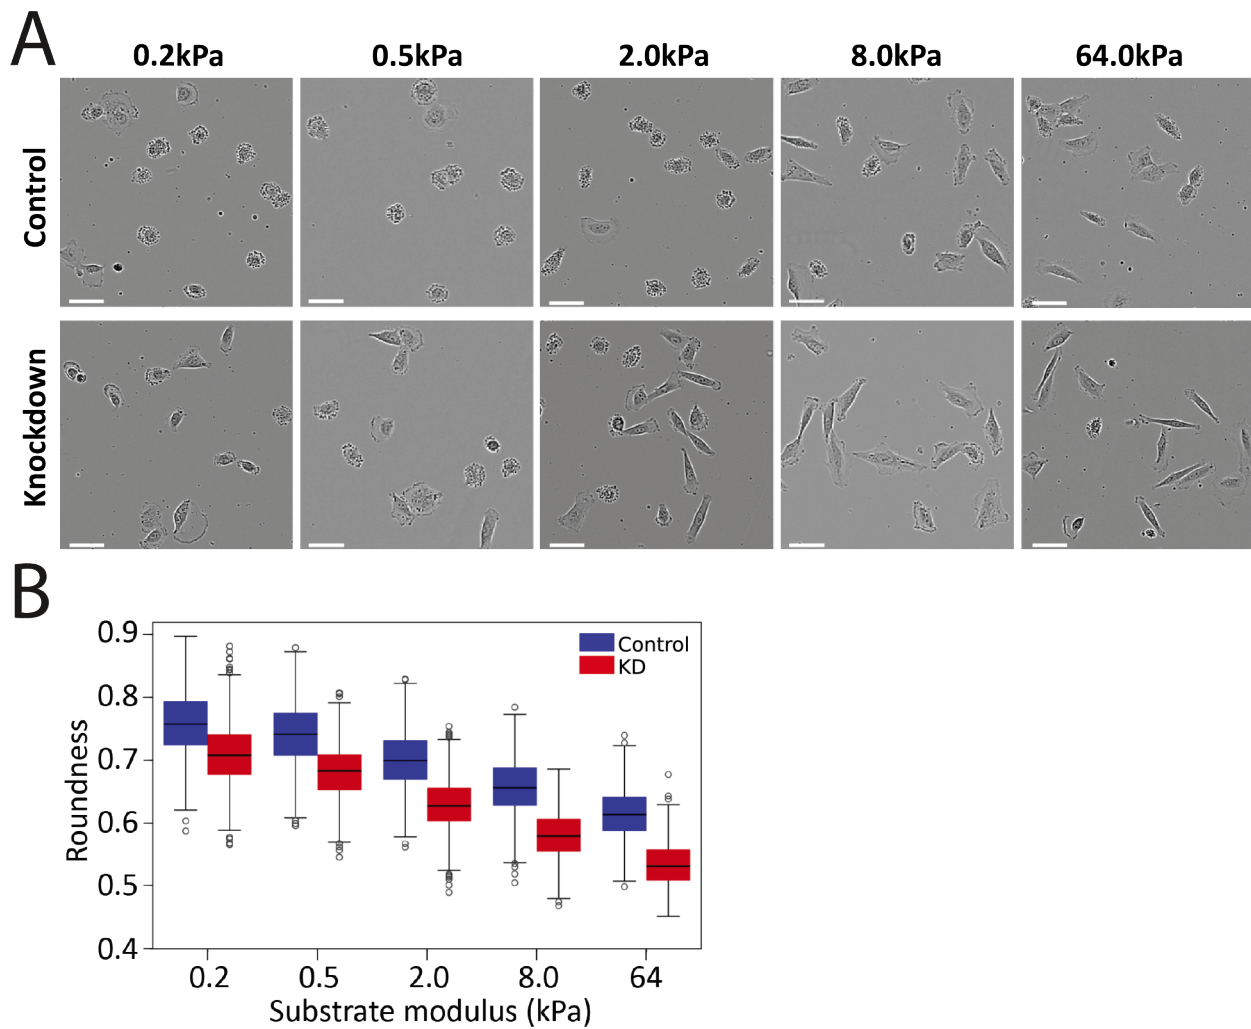 A
0.2kPa 0.5kPa 2.0kPa 8.0kPa 64.0kPa
Control
Knockdown
B
0.9
0.8
0.7
0.6
0.5
0.4
Roundness
Control
KD
0.2 0.5 2.0 8.0 64
Substrate modulus (kPa)